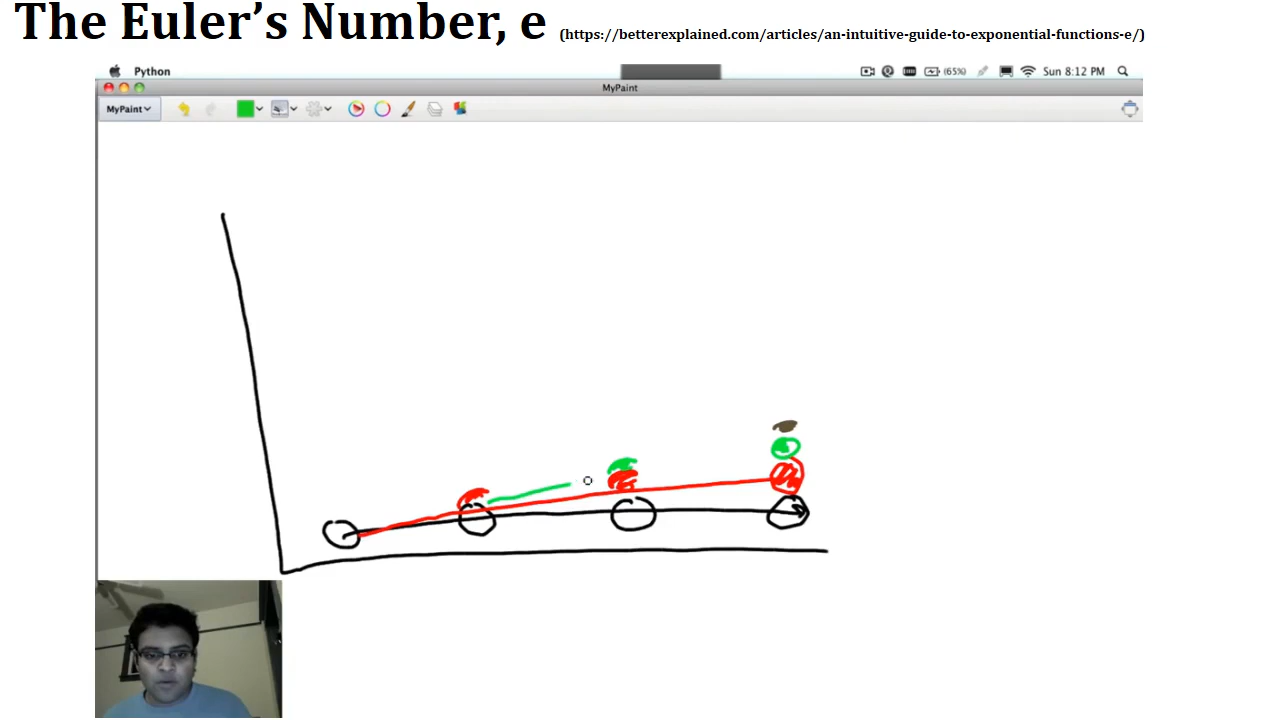 The Euler’s Number, e (https://betterexplained.com/articles/an-intuitive-guide-to-exponential-functions-e/)
Python (65%) Sun 8:12 PM
MyPaint
MyPaint